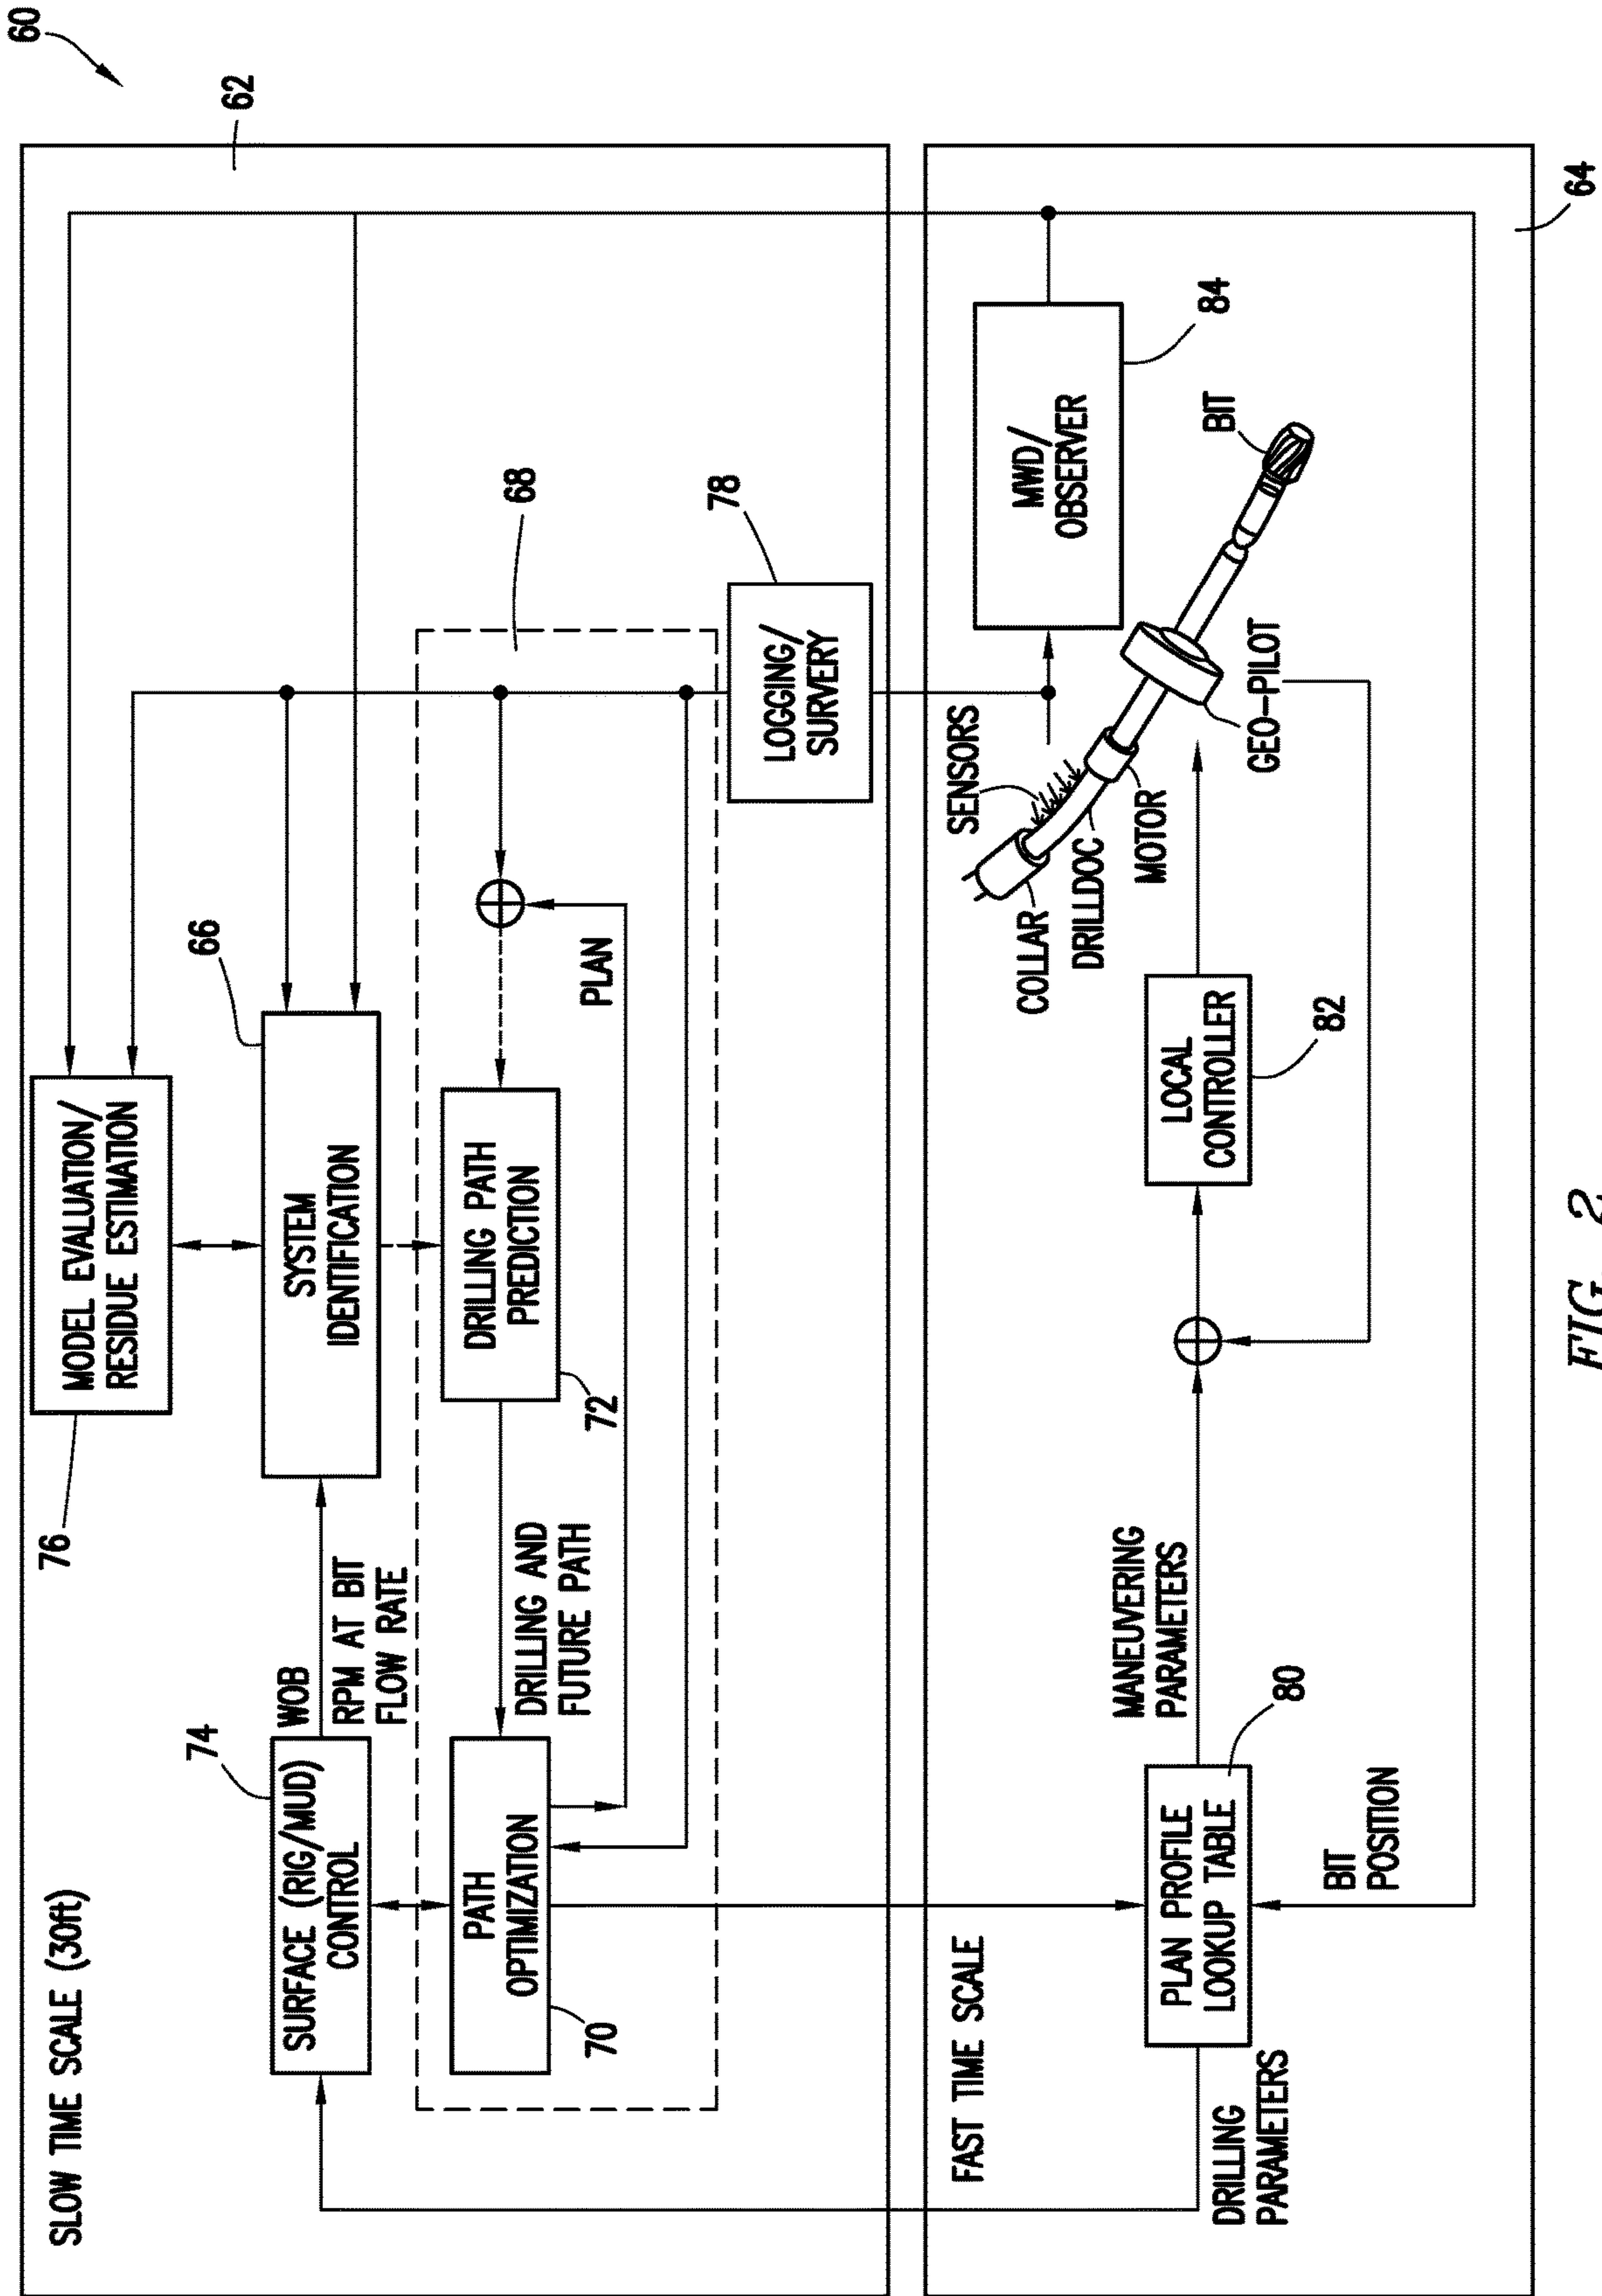 60
SLOW TIME SCALE (30ft)
62
76
MODEL EVALUATION/
RESIDUE ESTIMATION
74
SURFACE (RIG/MUD)
CONTROL
WOB
RPM AT BIT
FLOW RATE
66
SYSTEM
IDENTIFICATION
68
PATH
OPTIMIZATION
70
DRILLING AND
FUTURE PATH
DRILLING PATH
PREDICTION
72
PLAN
78
LOGGING/
SURVERY
FAST TIME SCALE
64
DRILLING
PARAMETERS
PLAN PROFILE
LOOKUP TABLE
80
BIT
POSITION
MANEUVERING
PARAMETERS
LOCAL
CONTROLLER
82
SENSORS
COLLAR
DRILLDOC
MOTOR
GEO-PILOT
BIT
MWD/
OBSERVER
84
FIG. 2